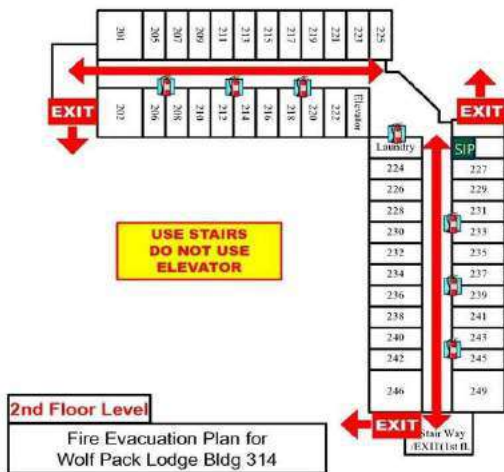 201 205 207 209 211 213 215 217 219 221 223 225
EXIT
EXIT
202 206 208 210 212 214 216 218 220 222 Elevator
Laundry
SIP
224 227
226 229
228 231
230 233
232 235
234 237
236 239
238 241
240 243
242 245
246 249
USE STAIRS
DO NOT USE
ELEVATOR
2nd Floor Level
EXIT
Stair Way
/EXIT(1st fl.
Fire Evacuation Plan for
Wolf Pack Lodge Bldg 314